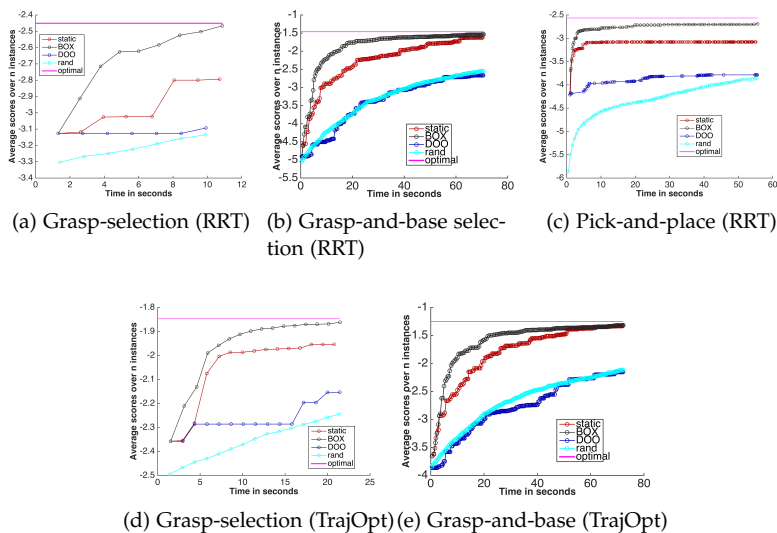 -2.4
-2.5
-2.6
-2.7
-2.8
-2.9
-3
-3.1
-3.2
-3.3
-3.4
0 2 4 6 8 10 12
Average scores over n instances
Time in seconds
static
BOX
DOO
rand
optimal
(a) Grasp-selection (RRT)
-1
-1.5
-2
-2.5
-3
-3.5
-4
-4.5
-5
-5.5
0 20 40 60 80
Average scores over n instances
Time in seconds
static
BOX
DOO
rand
optimal
(b) Grasp-and-base selec-
tion (RRT)
-2.5
-3
-3.5
-4
-4.5
-5
-5.5
-6
0 10 20 30 40 50 60
Average scores over n instances
Time in seconds
static
BOX
DOO
rand
optimal
(c) Pick-and-place (RRT)
-1.8
-1.9
-2
-2.1
-2.2
-2.3
-2.4
-2.5
0 5 10 15 20 25
Average scores over n instances
Time in seconds
static
BOX
DOO
rand
optimal
(d) Grasp-selection (TrajOpt)
-1
-1.5
-2
-2.5
-3
-3.5
-4
0 20 40 60 80
Average scores over n instances
Time in seconds
static
BOX
DOO
rand
optimal
(e) Grasp-and-base (TrajOpt)